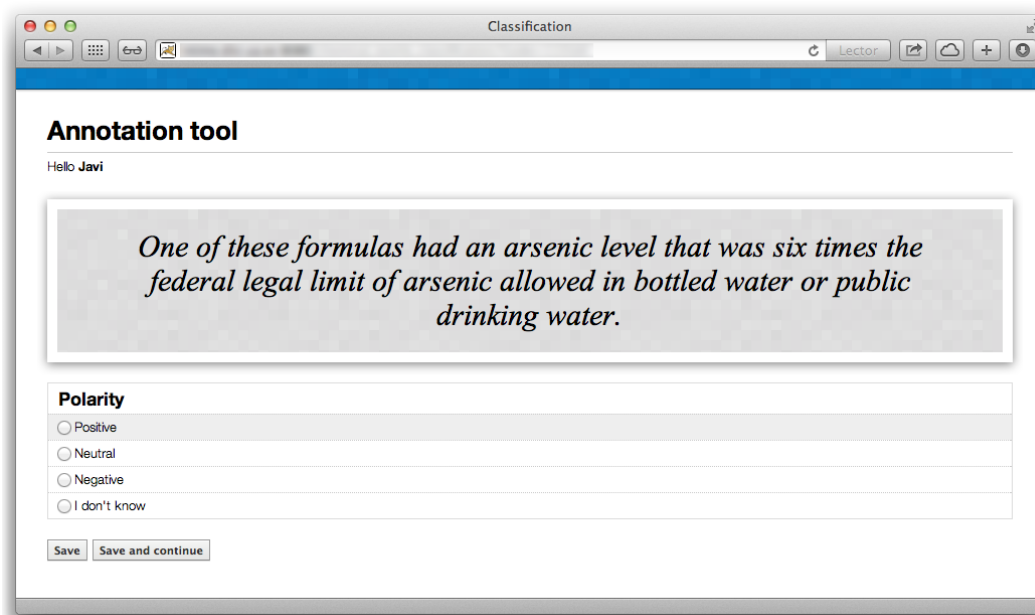 Classification
Lector
Annotation tool
Hello Javi
One of these formulas had an arsenic level that was six times the
federal legal limit of arsenic allowed in bottled water or public
drinking water.
Polarity
Positive
Neutral
Negative
I don't know
Save Save and continue